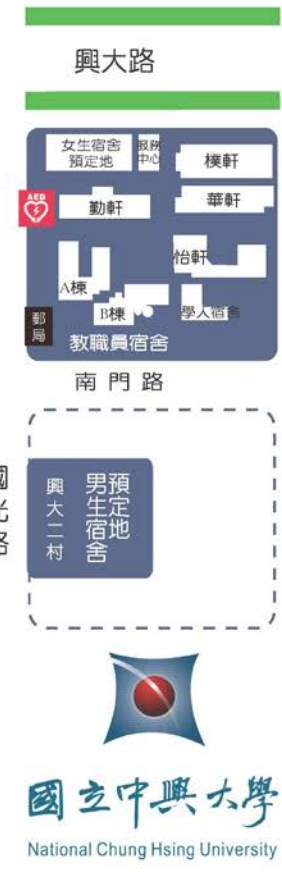 興大路
女生宿舍
預定地
服務
中心
樸軒
AED
勤軒
華軒
怡軒
A棟
B棟
學人宿舍
郵局
教職員宿舍
南門路
國光路
興大二村
預定地
男生宿舍
國立中興大學
National Chung Hsing University